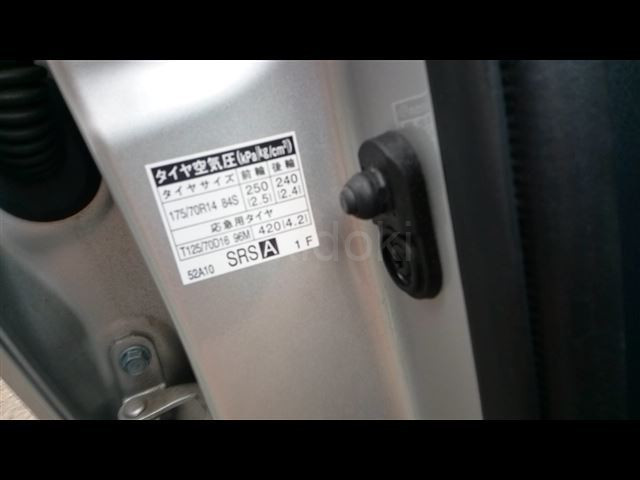 タイヤ空気圧(kPa{kg/cm²})
タイヤサイズ 前輪 後輪
175/70R14 84S 250(2.5) 240(2.4)
応急用タイヤ
T125/70D16 96M 420(4.2)
52A10 SRS A 1F